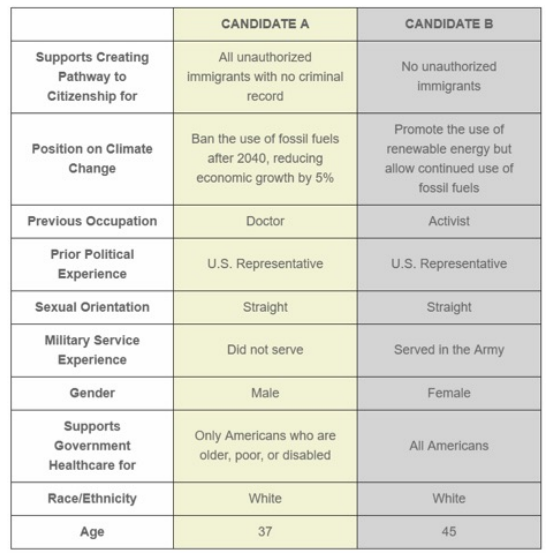 CANDIDATE A CANDIDATE B
Supports Creating
Pathway to
Citizenship for
All unauthorized
immigrants with no criminal
record
No unauthorized
immigrants
Position on Climate
Change
Ban the use of fossil fuels
after 2040, reducing
economic growth by 5%
Promote the use of
renewable energy but
allow continued use of
fossil fuels
Previous Occupation Doctor Activist
Prior Political
Experience
U.S. Representative U.S. Representative
Sexual Orientation Straight Straight
Military Service
Experience
Did not serve Served in the Army
Gender Male Female
Supports
Government
Healthcare for
Only Americans who are
older, poor, or disabled
All Americans
Race/Ethnicity White White
Age 37 45